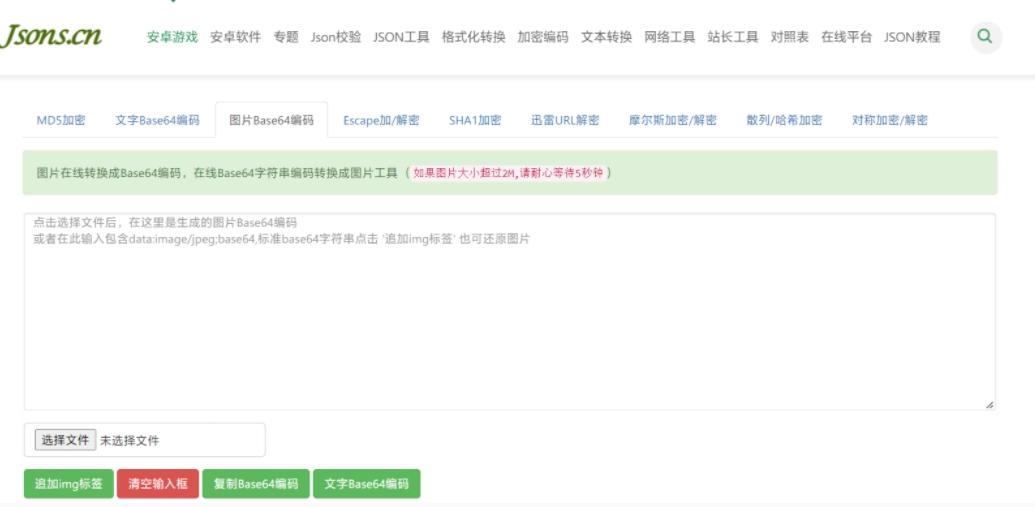 Jsons.cn 安卓游戏 安卓软件 专题 Json校验 JSON工具 格式化转换 加密编码 文本转换 网络工具 站长工具 对照表 在线平台 JSON教程
MD5加密 文字Base64编码 图片Base64编码 Escape加/解密 SHA1加密 迅雷URL解密 摩尔斯加密/解密 散列/哈希加密 对称加密/解密
图片在线转换成Base64编码，在线Base64字符串编码转换成图片工具（如果图片大小超过2M,请耐心等待5秒钟）
点击选择文件后，在这里是生成的图片Base64编码
或者在此输入包含data:image/jpeg;base64,标准base64字符串点击 '追加img标签' 也可还原图片
选择文件 未选择文件
追加img标签 清空输入框 复制Base64编码 文字Base64编码